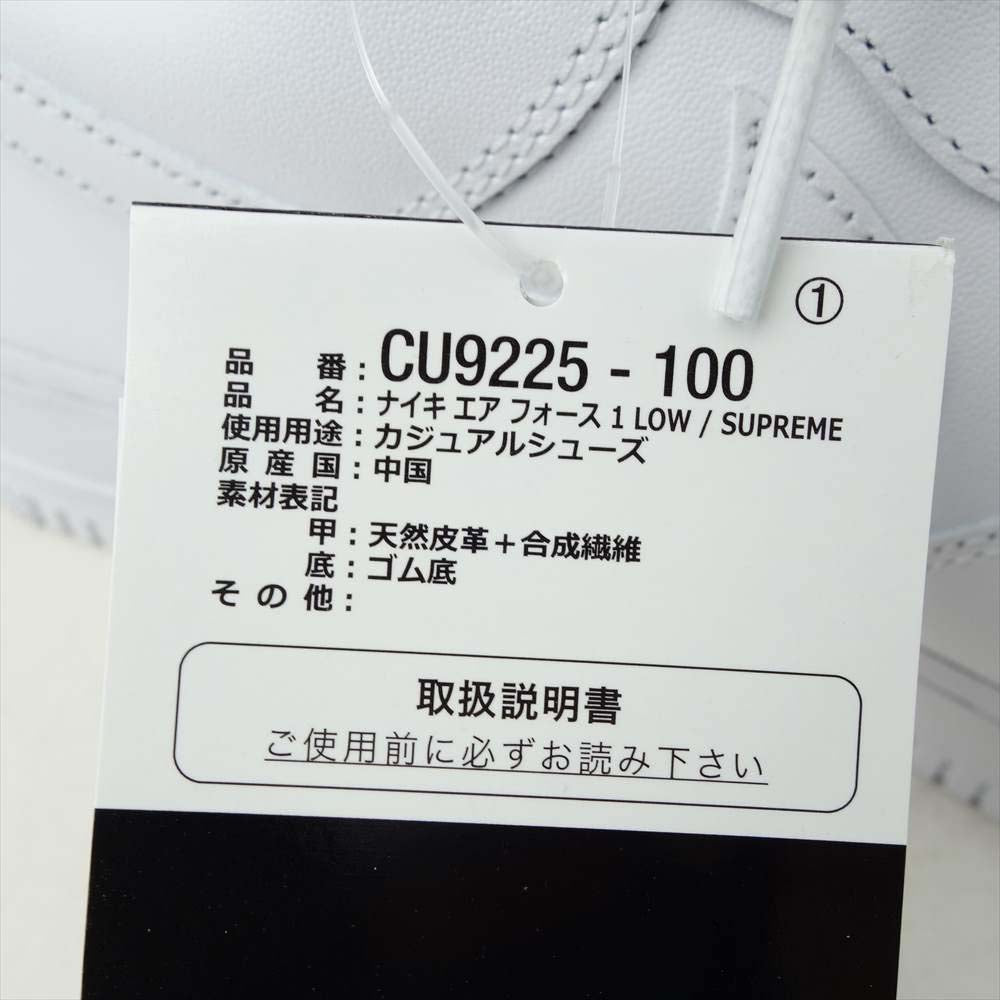 ①
品番：CU9225 - 100
品名：ナイキ エア フォース 1 LOW / SUPREME
使用用途：カジュアルシューズ
原産国：中国
素材表記
甲：天然皮革＋合成繊維
底：ゴム底
その他：
取扱説明書
ご使用前に必ずお読み下さい